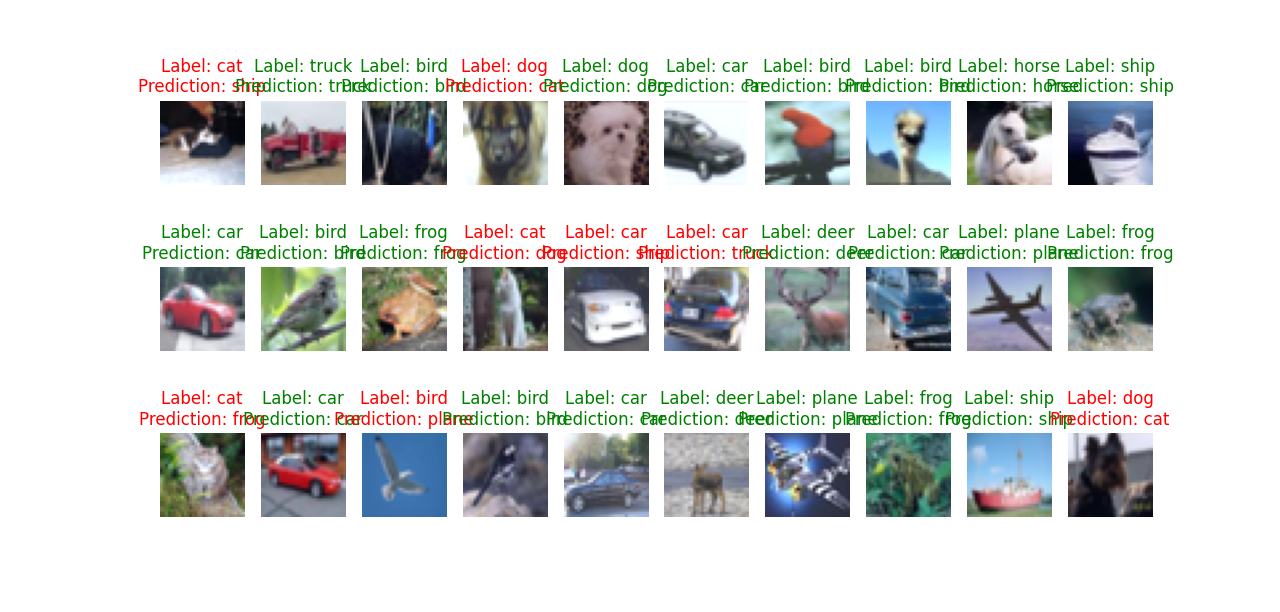 Label: cat Label: truck Label: bird Label: dog Label: dog Label: car Label: bird Label: bird Label: horse Label: ship
Prediction: ship Prediction: truck Prediction: bird Prediction: cat Prediction: dog Prediction: car Prediction: bird Prediction: bird Prediction: horse Prediction: ship
Label: car Label: bird Label: frog Label: cat Label: car Label: car Label: deer Label: car Label: plane Label: frog
Prediction: car Prediction: bird Prediction: frog Prediction: dog Prediction: ship Prediction: truck Prediction: deer Prediction: car Prediction: plane Prediction: frog
Label: cat Label: car Label: bird Label: bird Label: car Label: deer Label: plane Label: frog Label: ship Label: dog
Prediction: frog Prediction: car Prediction: plane Prediction: bird Prediction: car Prediction: deer Prediction: plane Prediction: frog Prediction: ship Prediction: cat